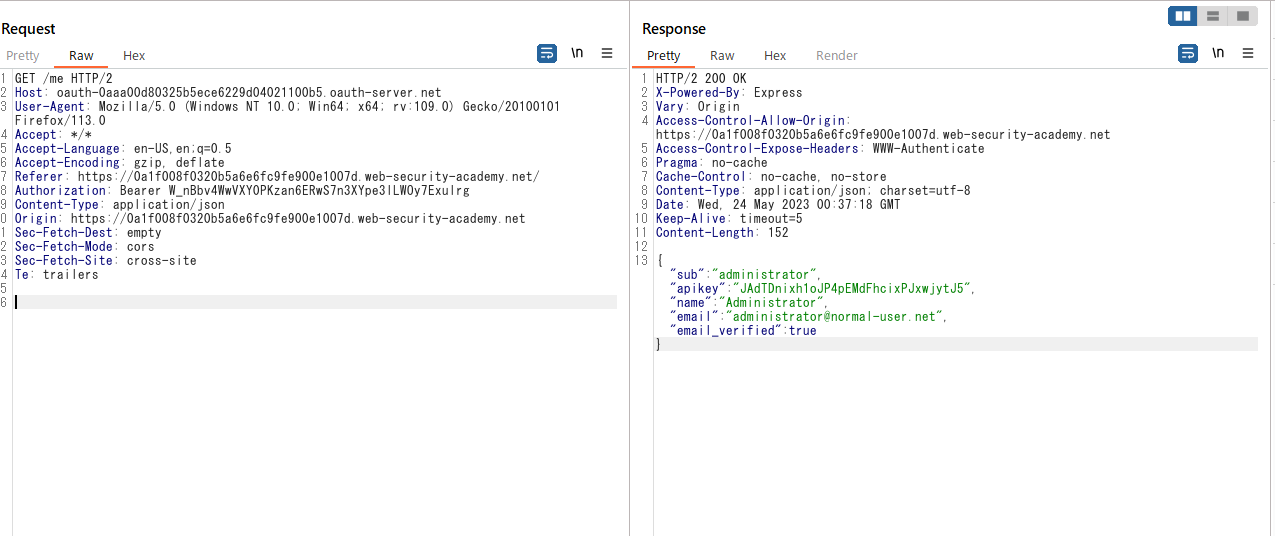 Request
Pretty Raw Hex \n
1 GET /me HTTP/2
2 Host: oauth-0aaa00d80325b5ece6229d04021100b5.oauth-server.net
3 User-Agent: Mozilla/5.0 (Windows NT 10.0; Win64; x64; rv:109.0) Gecko/20100101
Firefox/113.0
4 Accept: */*
5 Accept-Language: en-US,en;q=0.5
6 Accept-Encoding: gzip, deflate
7 Referer: https://0a1f008f0320b5a6e6fc9fe900e1007d.web-security-academy.net/
8 Authorization: Bearer W_nBbv4WwVXYOPKzan6ERwS7n3XYpe3lLWOy7ExuIrg
9 Content-Type: application/json
0 Origin: https://0a1f008f0320b5a6e6fc9fe900e1007d.web-security-academy.net
1 Sec-Fetch-Dest: empty
2 Sec-Fetch-Mode: cors
3 Sec-Fetch-Site: cross-site
4 Te: trailers
5
6
Response
Pretty Raw Hex Render \n
1 HTTP/2 200 OK
2 X-Powered-By: Express
3 Vary: Origin
4 Access-Control-Allow-Origin:
https://0a1f008f0320b5a6e6fc9fe900e1007d.web-security-academy.net
5 Access-Control-Expose-Headers: WWW-Authenticate
6 Pragma: no-cache
7 Cache-Control: no-cache, no-store
8 Content-Type: application/json; charset=utf-8
9 Date: Wed, 24 May 2023 00:37:18 GMT
10 Keep-Alive: timeout=5
11 Content-Length: 152
12
13 {
"sub":"administrator",
"apikey":"JAdTDnixh1oJP4pEMdFhcixPJxwjytJ5",
"name":"Administrator",
"email":"administrator@normal-user.net",
"email_verified":true
}